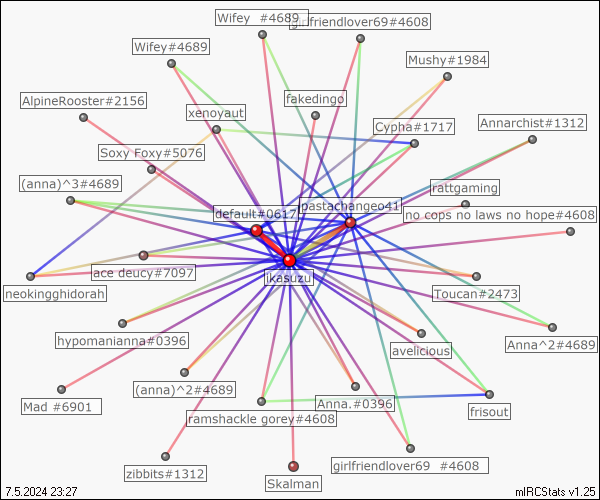 Wifey #4689
girlfriendlover69#4608
Wifey#4689
Mushy#1984
AlpineRooster#2156
fakedingo
xenoyaut
Cypha#1717
Annarchist#1312
Soxy Foxy#5076
(anna)^3#4689
rattgaming
default#0617
pastachangeo41
no cops no laws no hope#4608
ace deucy#7097
ikasuzu
neokingghidorah
Toucan#2473
hypomanianna#0396
avelicious
Anna^2#4689
(anna)^2#4689
Mad #6901
Anna.#0396
ramshackle gorey#4608
frisout
zibbits#1312
girlfriendlover69 #4608
Skalman
7.5.2024 23:27
mIRCStats v1.25